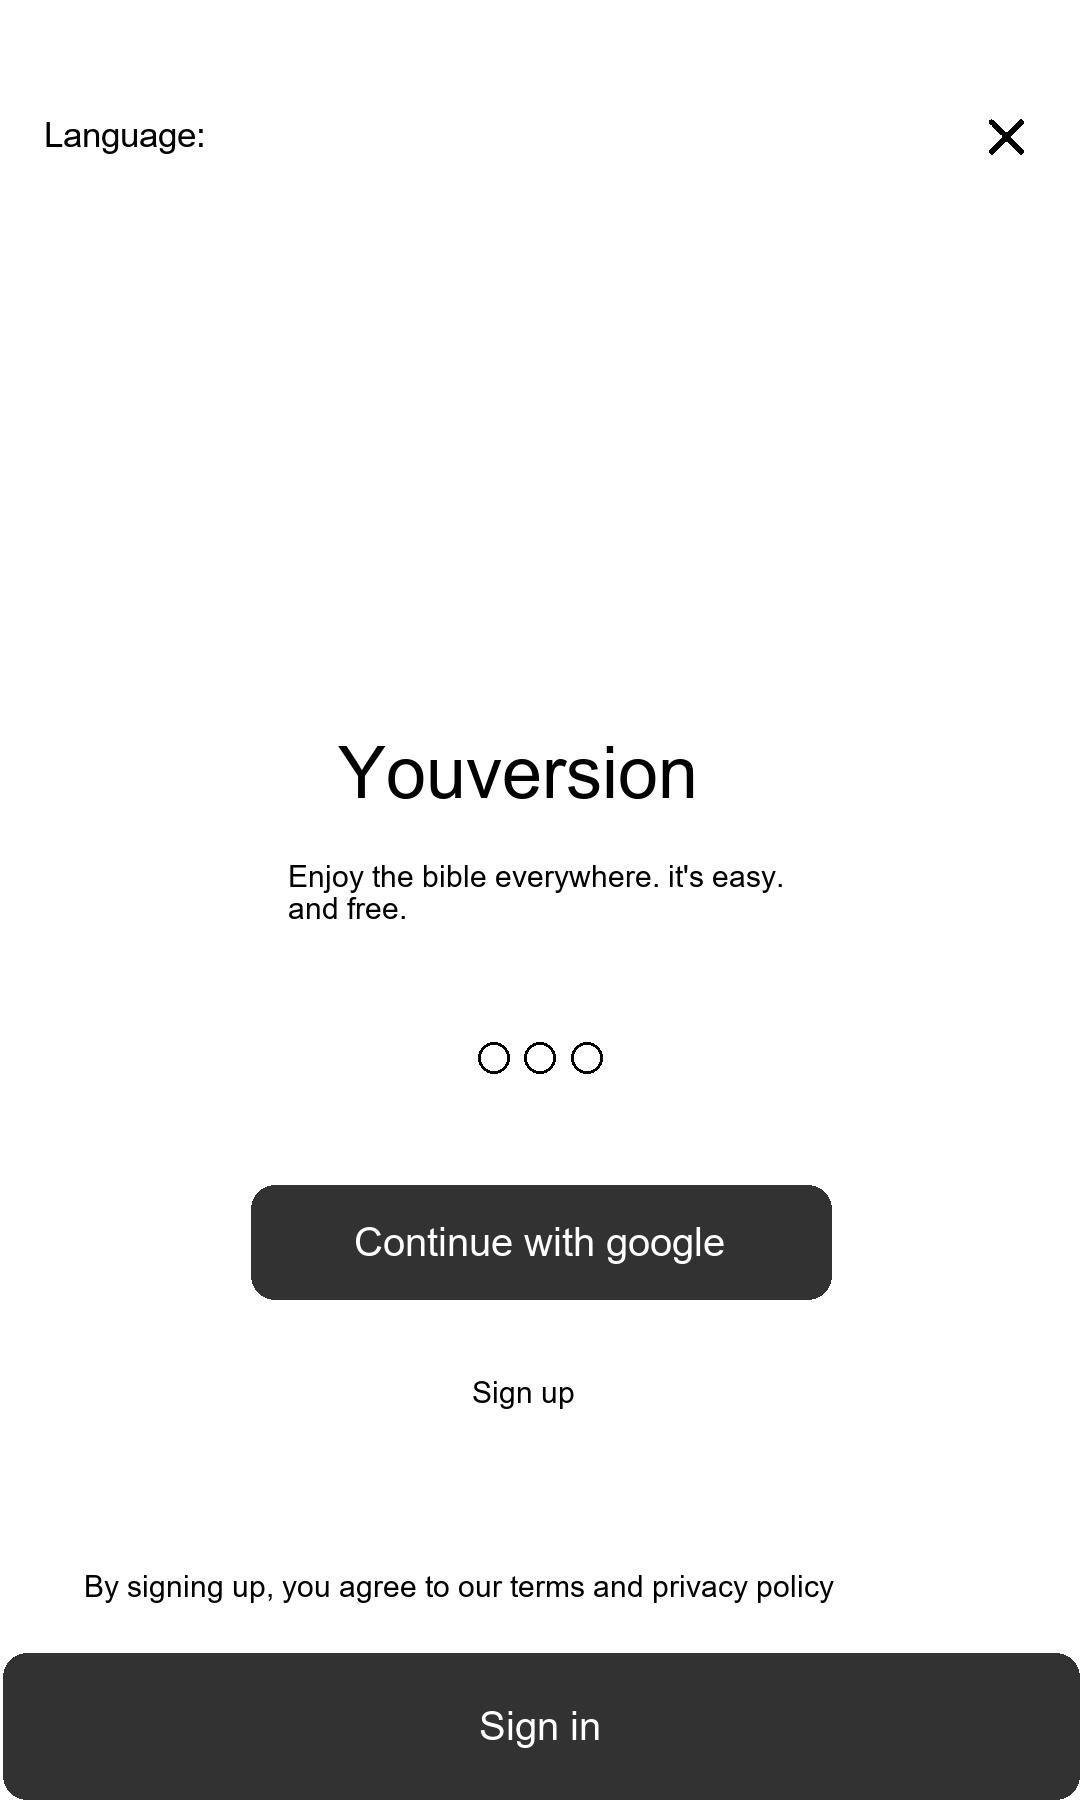 Language:
Youversion
Enjoy the bible everywhere. it's easy.
and free.
Continue with google
Sign up
By signing up, you agree to our terms and privacy policy
Sign in